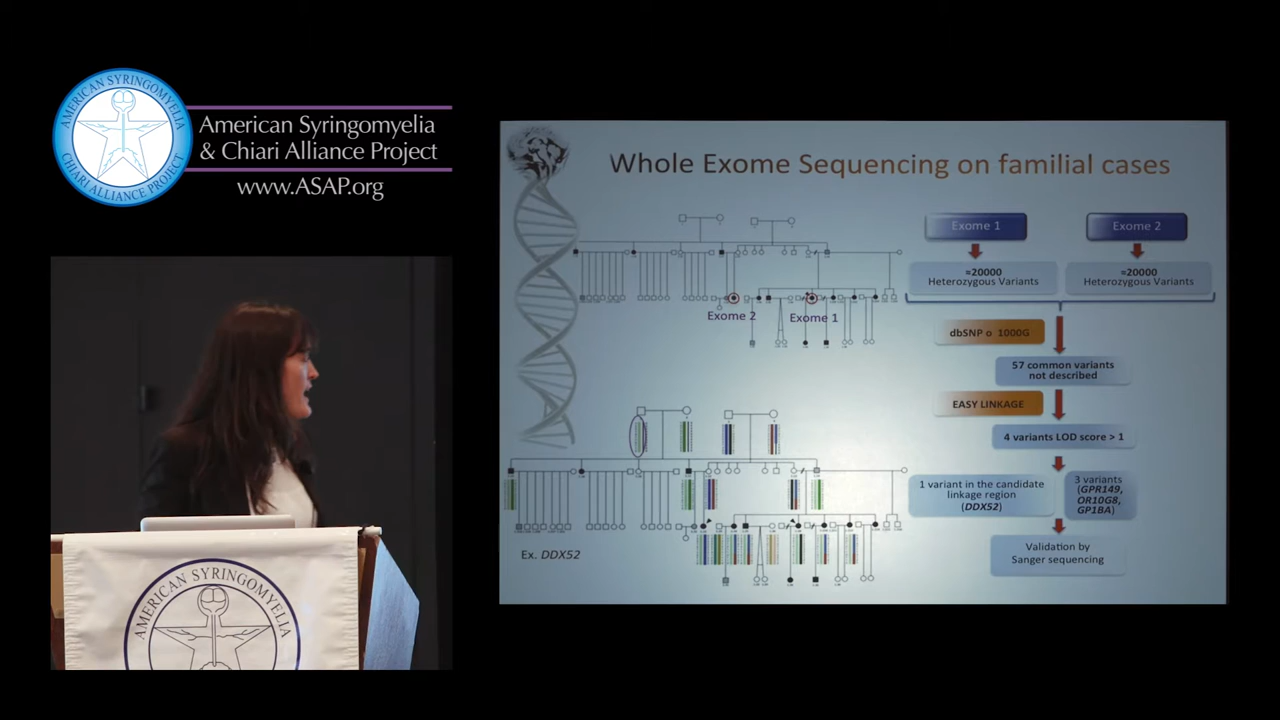 AMERICAN SYRINGOMYELIA
CHIARI ALLIANCE PROJECT
American Syringomyelia
& Chiari Alliance Project
www.ASAP.org
Whole Exome Sequencing on familial cases
Exome 1
Exome 2
≈20000
Heterozygous Variants
≈20000
Heterozygous Variants
Exome 2
Exome 1
dbSNP o 1000G
57 common variants
not described
EASY LINKAGE
4 variants LOD score > 1
1 variant in the candidate
linkage region
(DDX52)
3 variants
(GPR149,
OR10G8,
GP1BA)
Validation by
Sanger sequencing
Ex. DDX52
AMERICAN SYRINGOMYELIA